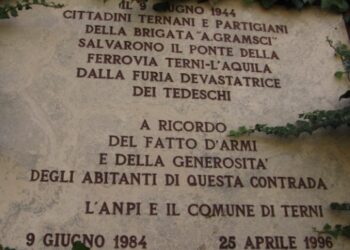 IL 9 GIUGNO 1944
CITTADINI TERNANI E PARTIGIANI
DELLA BRIGATA "A.GRAMSCI"
SALVARONO IL PONTE DELLA
FERROVIA TERNI-L'AQUILA
DALLA FURIA DEVASTATRICE
DEI TEDESCHI
A RICORDO
DEL FATTO D'ARMI
E DELLA GENEROSITA'
DEGLI ABITANTI DI QUESTA CONTRADA
L'ANPI E IL COMUNE DI TERNI
9 GIUGNO 1984 25 APRILE 1996